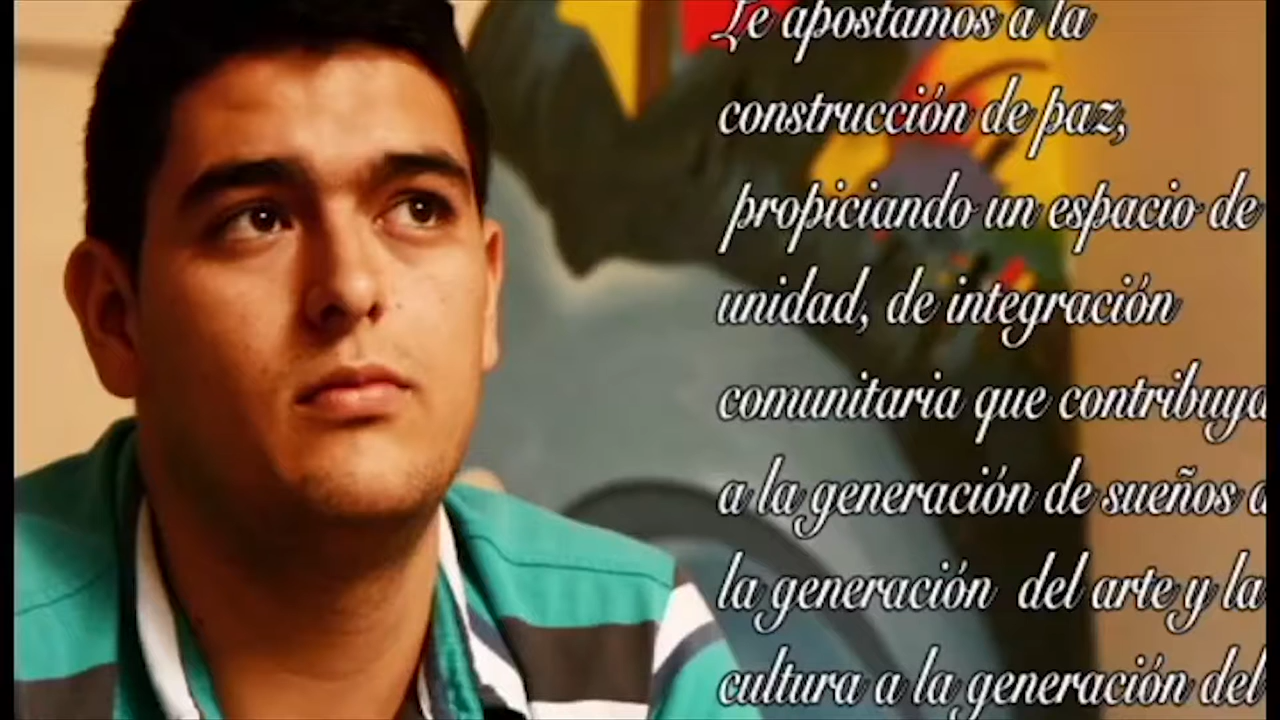 Le apostamos a la
construcción de paz,
propiciando un espacio de
unidad, de integración
comunitaria que contribuya
a la generación de sueños a
la generación del arte y la
cultura a la generación del